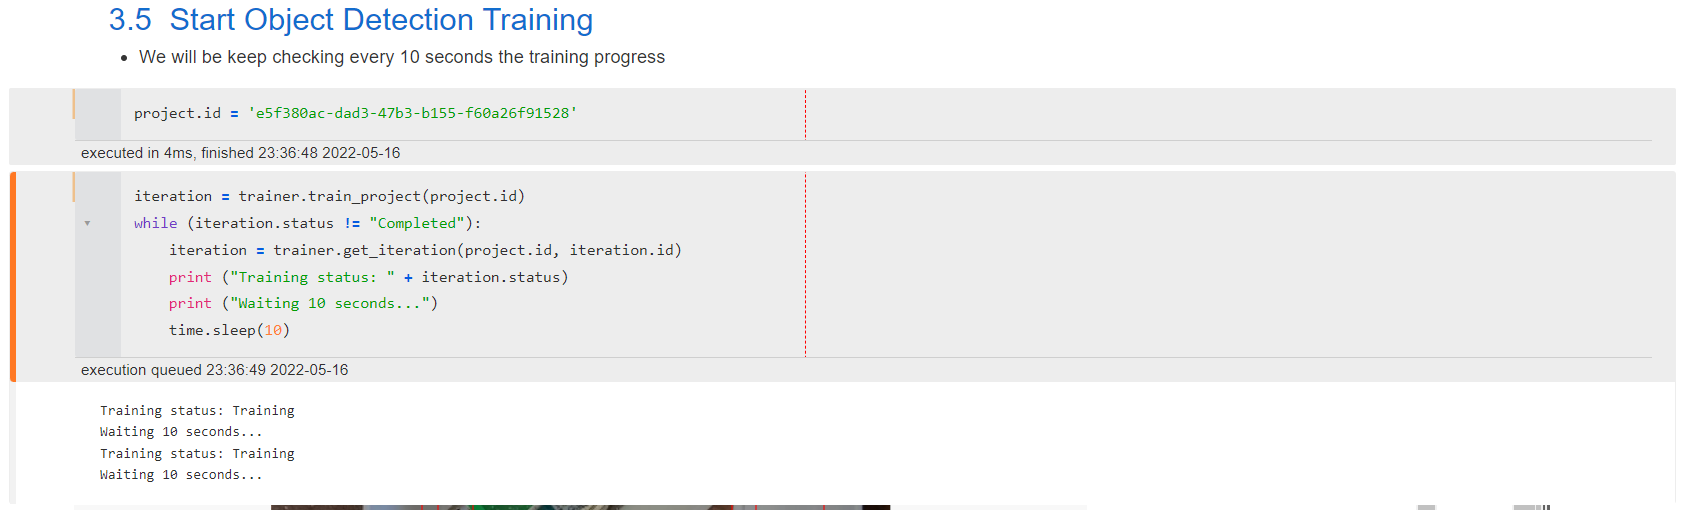 3.5 Start Object Detection Training
• We will be keep checking every 10 seconds the training progress
project.id = 'e5f380ac-dad3-47b3-b155-f60a26f91528'
executed in 4ms, finished 23:36:48 2022-05-16
iteration = trainer.train_project(project.id)
while (iteration.status != "Completed"):
    iteration = trainer.get_iteration(project.id, iteration.id)
    print ("Training status: " + iteration.status)
    print ("Waiting 10 seconds...")
    time.sleep(10)
execution queued 23:36:49 2022-05-16
Training status: Training
Waiting 10 seconds...
Training status: Training
Waiting 10 seconds...